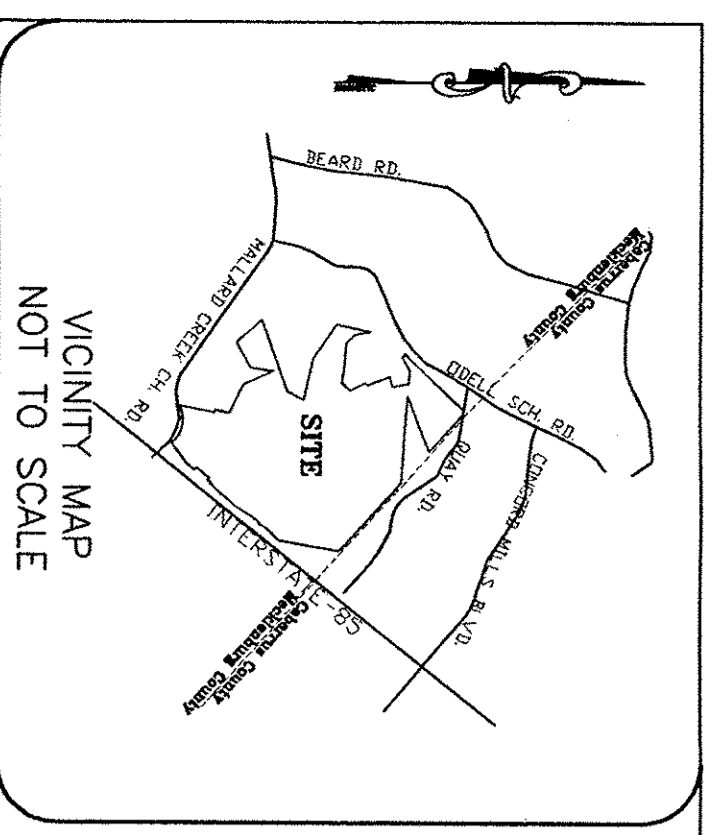 BEARD RD.
Cabarrus County
Mecklenburg County
MALLARD CREEK CH. RD.
ODELL SCH. RD.
SITE
QUAY RD.
CONCORD MILLS BLVD.
INTERSTATE-85
Cabarrus County
Mecklenburg County
VICINITY MAP
NOT TO SCALE